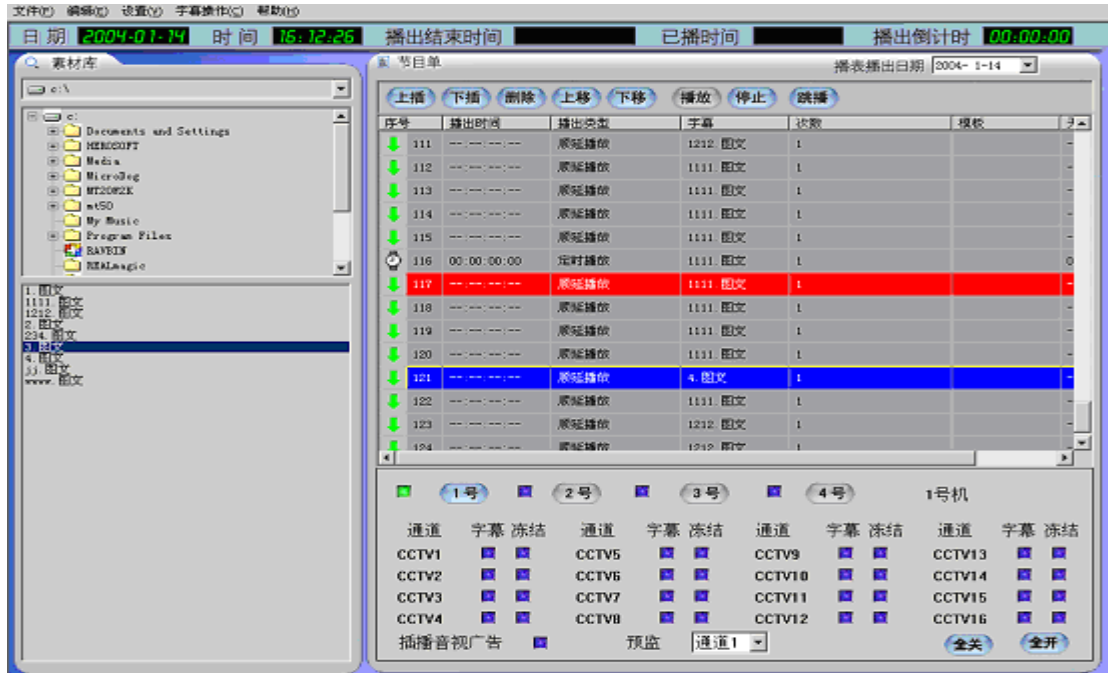 文件(F) 编辑(E) 设置(V) 字幕操作(C) 帮助(H)
日 期 2004-01-14 时 间 16:12:26 播出结束时间 已播时间 播出倒计时 00:00:00
素材库
c:\
c:
Documents and Settings
HEROSOFT
Media
MicroDog
MT20M2K
mt50
My Music
Program Files
RAVBIN
REALmagic
1.图文
1111.图文
1212.图文
2.图文
234.图文
3.图文
4.图文
jj.图文
www.图文
节目单
播表播出日期 2004- 1-14
上插 下插 删除 上移 下移 播放 停止 跳播
序号 播出时间 播出类型 字幕 次数 模板
111 --:--:--:-- 顺延播放 1212.图文 1
112 --:--:--:-- 顺延播放 1111.图文 1
113 --:--:--:-- 顺延播放 1111.图文 1
114 --:--:--:-- 顺延播放 1111.图文 1
115 --:--:--:-- 顺延播放 1111.图文 1
116 00:00:00:00 定时播放 1111.图文 1
117 --:--:--:-- 顺延播放 1111.图文 1
118 --:--:--:-- 顺延播放 1111.图文 1
119 --:--:--:-- 顺延播放 1111.图文 1
120 --:--:--:-- 顺延播放 1111.图文 1
121 --:--:--:-- 顺延播放 4.图文 1
122 --:--:--:-- 顺延播放 1111.图文 1
123 --:--:--:-- 顺延播放 1212.图文 1
124 --:--:--:-- 顺延播放 1212.图文 1
1号 2号 3号 4号 1号机
通道 字幕 冻结 通道 字幕 冻结 通道 字幕 冻结 通道 字幕 冻结
CCTV1 CCTV5 CCTV9 CCTV13
CCTV2 CCTV6 CCTV10 CCTV14
CCTV3 CCTV7 CCTV11 CCTV15
CCTV4 CCTV8 CCTV12 CCTV16
插播音视广告 预监 通道1 全关 全开